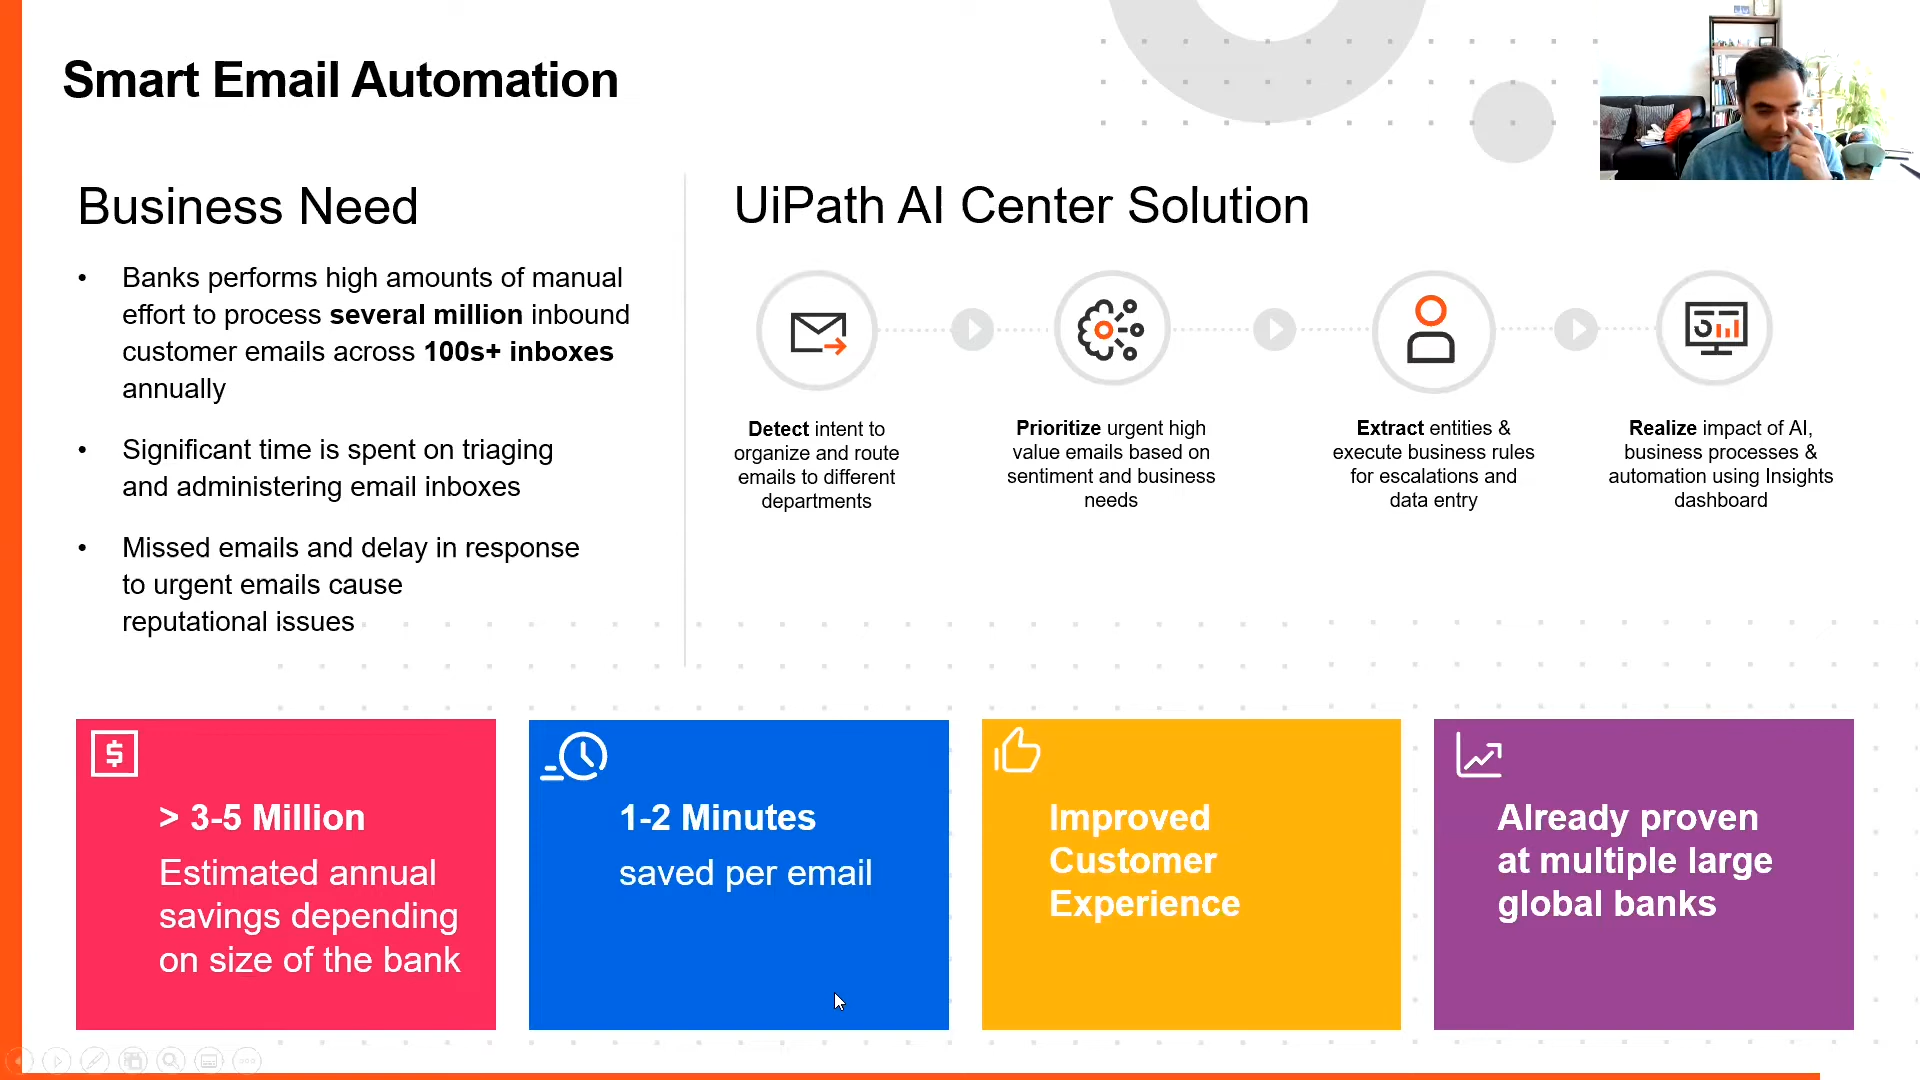 Smart Email Automation
Business Need
• Banks performs high amounts of manual
effort to process several million inbound
customer emails across 100s+ inboxes
annually
• Significant time is spent on triaging
and administering email inboxes
• Missed emails and delay in response
to urgent emails cause
reputational issues
UiPath AI Center Solution
Detect intent to
organize and route
emails to different
departments
Prioritize urgent high
value emails based on
sentiment and business
needs
Extract entities &
execute business rules
for escalations and
data entry
Realize impact of AI,
business processes &
automation using Insights
dashboard
$
> 3-5 Million
Estimated annual
savings depending
on size of the bank
1-2 Minutes
saved per email
Improved
Customer
Experience
Already proven
at multiple large
global banks